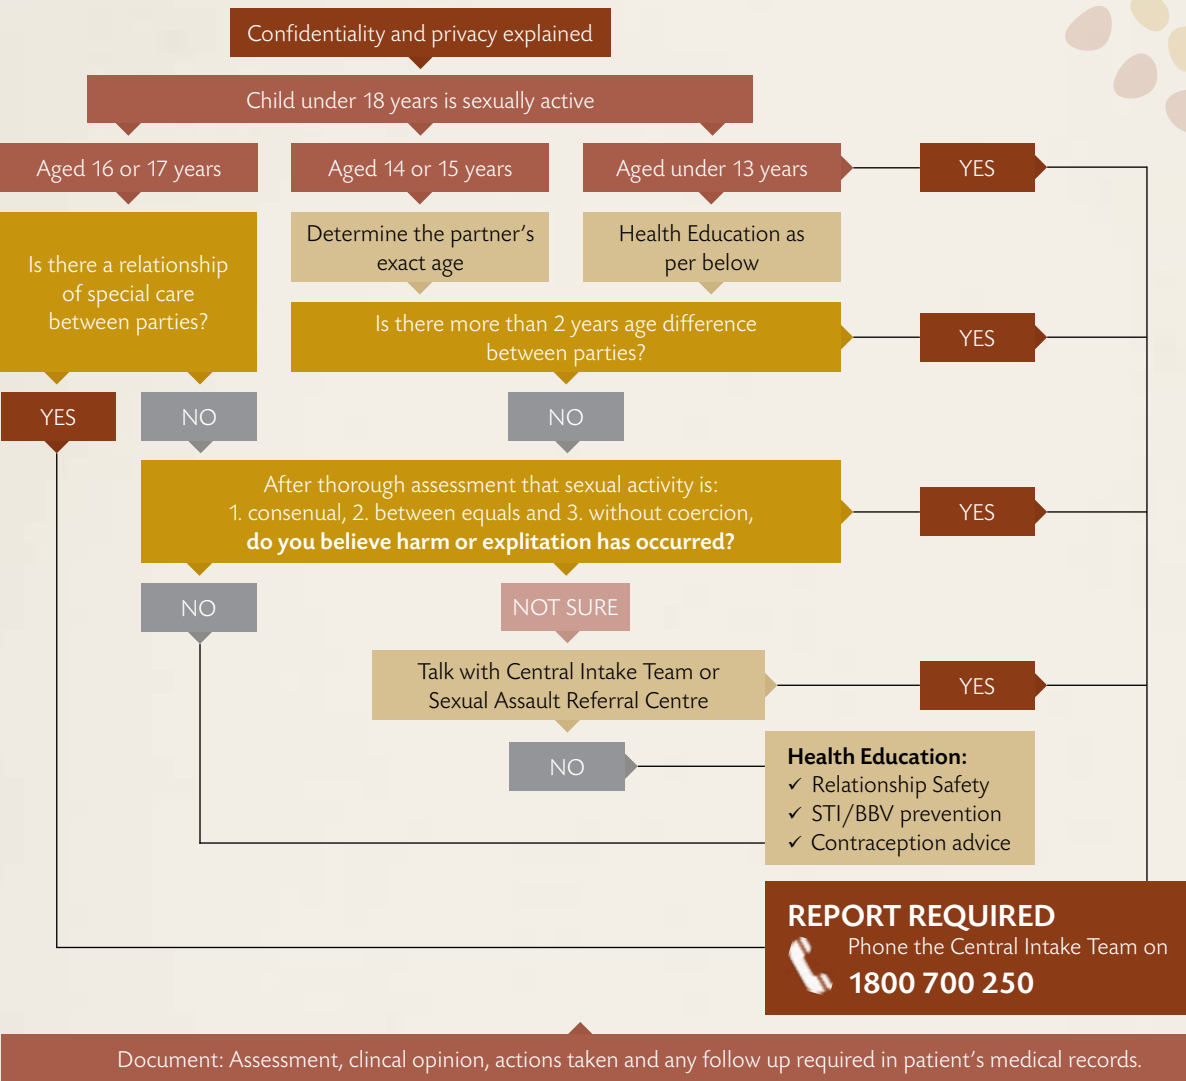 Confidentiality and privacy explained
Child under 18 years is sexually active
Aged 16 or 17 years
Aged 14 or 15 years
Aged under 13 years
YES
Is there a relationship
of special care
between parties?
Determine the partner's
exact age
Health Education as
per below
Is there more than 2 years age difference
between parties?
YES
YES
NO
NO
After thorough assessment that sexual activity is:
1. consenual, 2. between equals and 3. without coercion,
do you believe harm or explitation has occurred?
YES
NO
NOT SURE
Talk with Central Intake Team or
Sexual Assault Referral Centre
YES
NO
Health Education:
✓ Relationship Safety
✓ STI/BBV prevention
✓ Contraception advice
REPORT REQUIRED
Phone the Central Intake Team on
1800 700 250
Document: Assessment, clincal opinion, actions taken and any follow up required in patient's medical records.